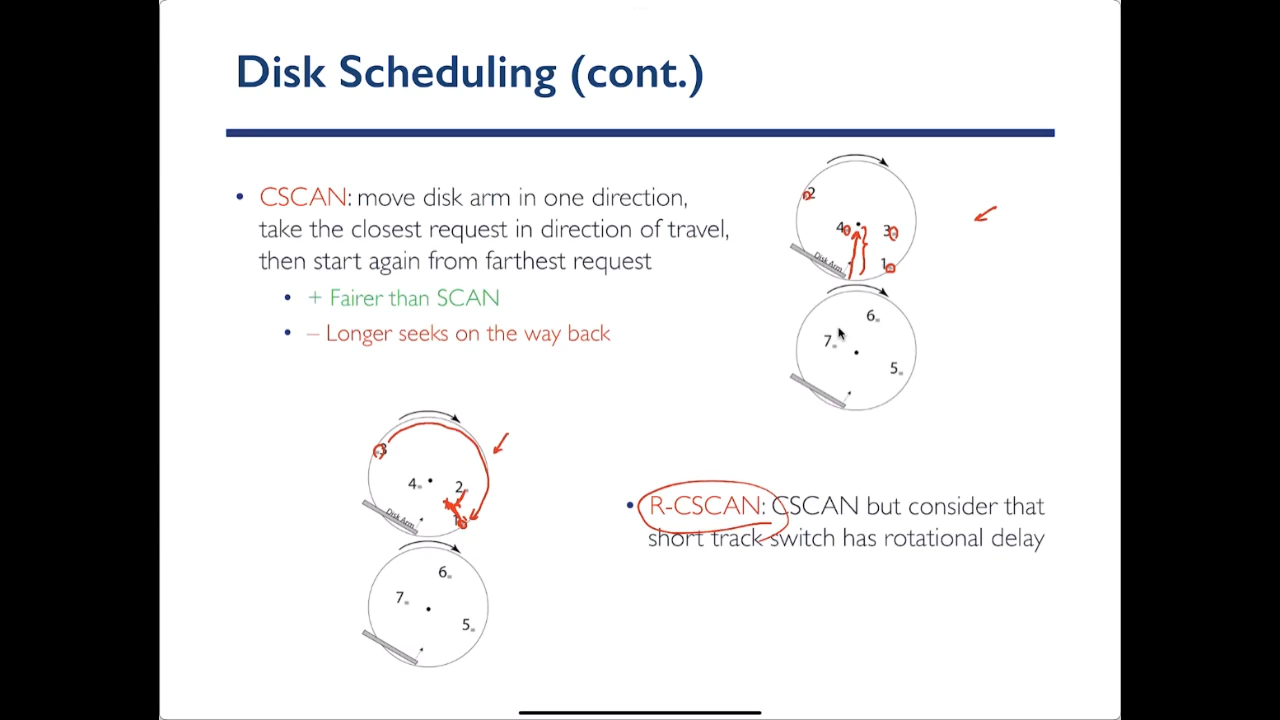 Disk Scheduling (cont.)
• CSCAN: move disk arm in one direction,
take the closest request in direction of travel,
then start again from farthest request
• + Fairer than SCAN
• – Longer seeks on the way back
2
4
3
1
Disk Arm
6
7
5
3
4
2
Disk Arm
6
7
5
• R-CSCAN: CSCAN but consider that
short track switch has rotational delay